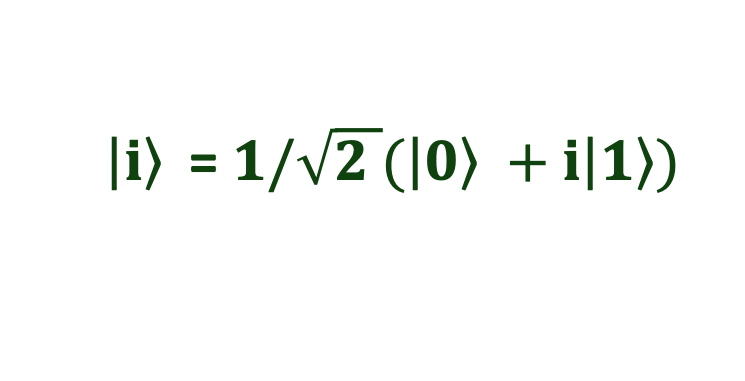 |i⟩ = 1/√2 (|0⟩ + i|1⟩)